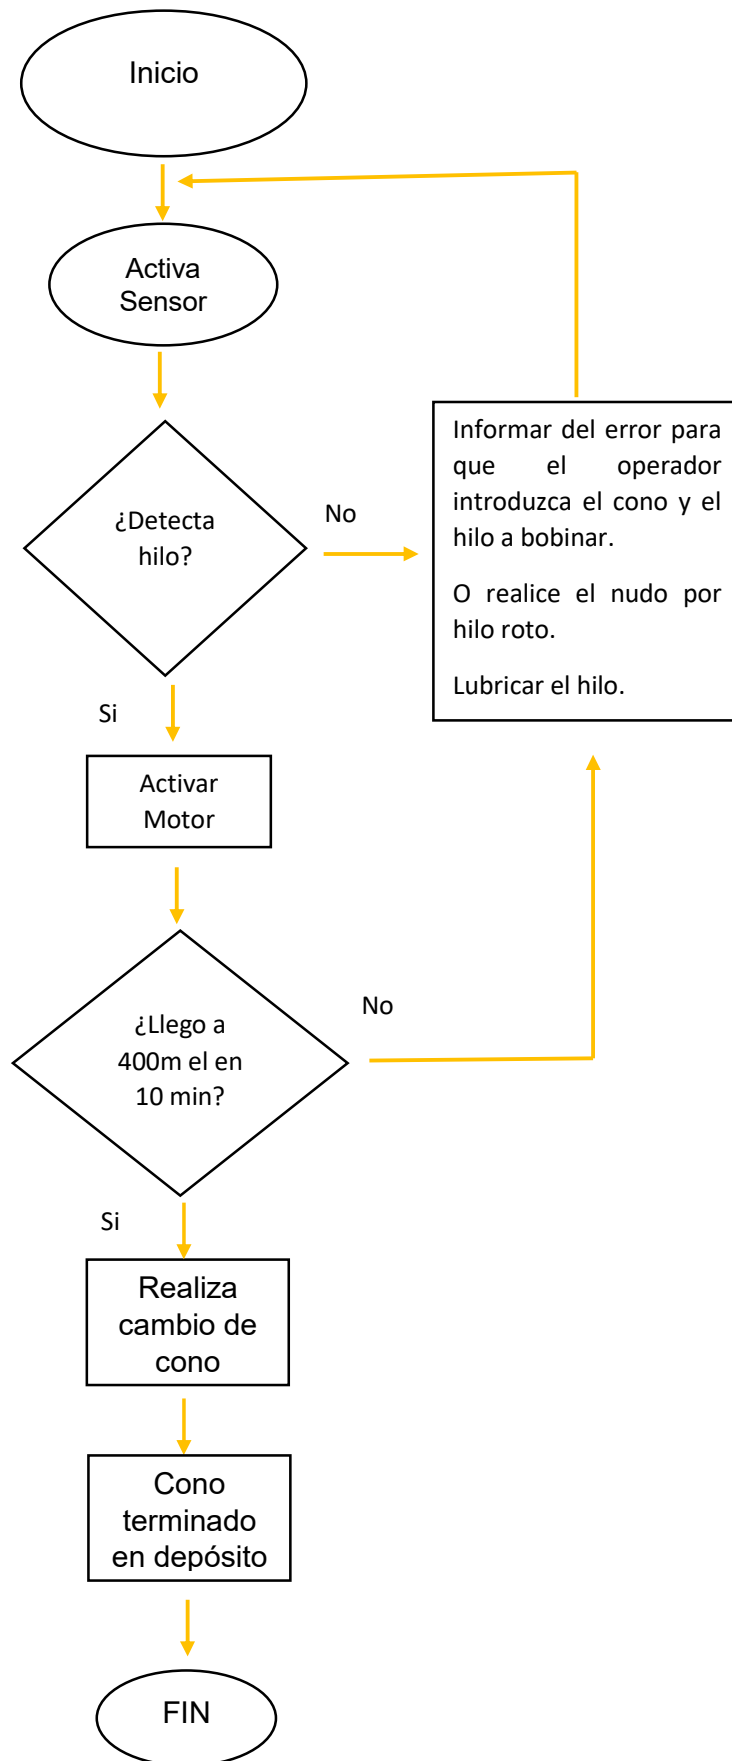 Inicio
Activa
Sensor
¿Detecta
hilo?
No
Informar del error para
que el operador
introduzca el cono y el
hilo a bobinar.
O realice el nudo por
hilo roto.
Lubricar el hilo.
Si
Activar
Motor
¿Llego a
400m el en
10 min?
No
Si
Realiza
cambio de
cono
Cono
terminado
en depósito
FIN